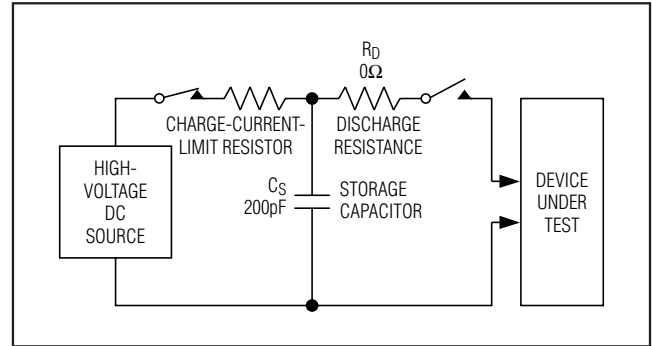 RD
0Ω
CHARGE-CURRENT-
LIMIT RESISTOR
DISCHARGE
RESISTANCE
HIGH-
VOLTAGE
DC
SOURCE
CS
200pF
STORAGE
CAPACITOR
DEVICE
UNDER
TEST